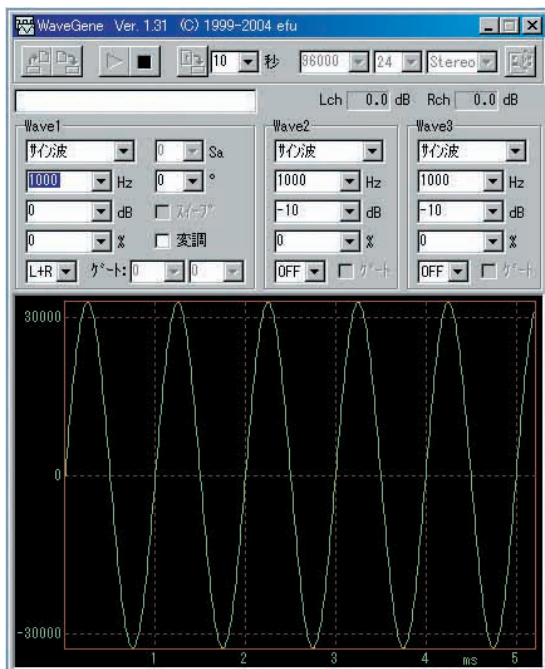 WaveGene Ver. 1.31 (C) 1999-2004 efu
10 秒 96000 24 Stereo
Lch 0.0 dB Rch 0.0 dB
Wave1
サイン波 0 Sa
1000 Hz 0 °
0 dB スイープ
0 % 変調
L+R ゲート: 0 0
Wave2
サイン波
1000 Hz
-10 dB
0 %
OFF ゲート
Wave3
サイン波
1000 Hz
-10 dB
0 %
OFF ゲート
30000
0
-30000
1 2 3 4 ms 5